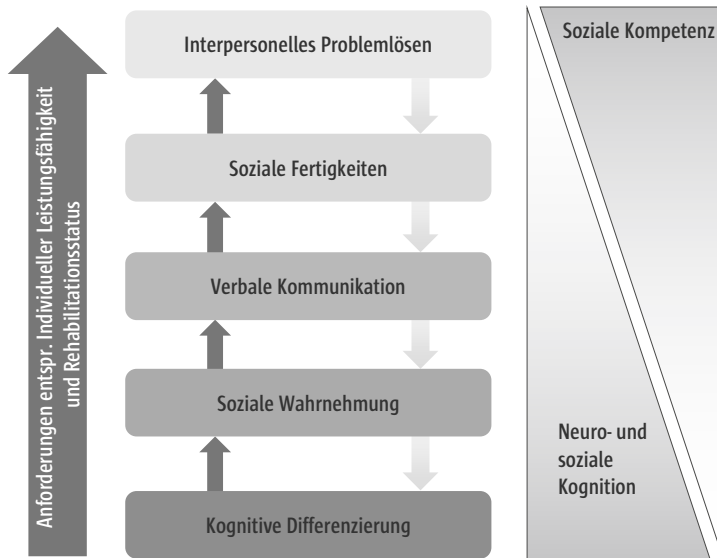 Anforderungen entspr. Individueller Leistungsfähigkeit
und Rehabilitationsstatus
Interpersonelles Problemlösen
Soziale Fertigkeiten
Verbale Kommunikation
Soziale Wahrnehmung
Kognitive Differenzierung
Soziale Kompetenz
Neuro- und
soziale
Kognition